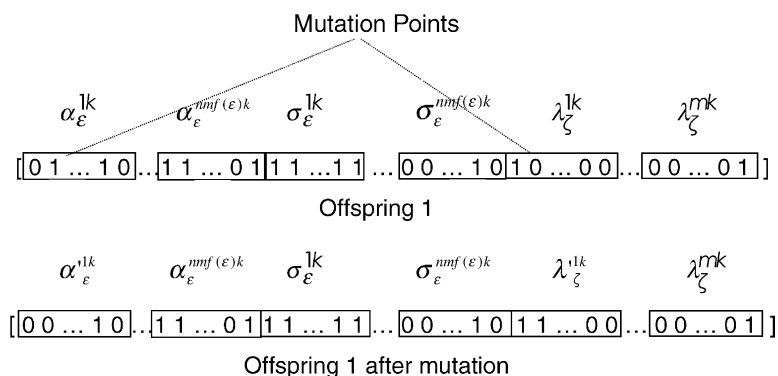 Mutation Points
α_ε^{1k} α_ε^{nmf(ε)k} σ_ε^{1k} σ_ε^{nmf(ε)k} λ_ζ^{1k} λ_ζ^{mk}
[ 0 1 ... 1 0 ... 1 1 ... 0 1 1 1 ... 1 1 ... 0 0 ... 1 0 1 0 ... 0 0 ... 0 0 ... 0 1 ]
Offspring 1
α'_ε^{1k} α_ε^{nmf(ε)k} σ_ε^{1k} σ_ε^{nmf(ε)k} λ'_ζ^{1k} λ_ζ^{mk}
[ 0 0 ... 1 0 ... 1 1 ... 0 1 1 1 ... 1 1 ... 0 0 ... 1 0 1 1 ... 0 0 ... 0 0 ... 0 1 ]
Offspring 1 after mutation